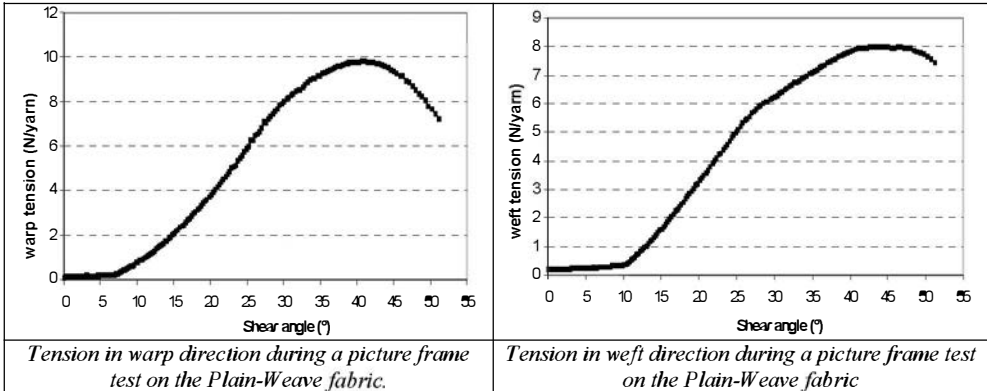 12
10
8
6
4
2
0
warp tension (N/yarn)
0 5 10 15 20 25 30 35 40 45 50 55
Shear angle (°)
9
8
7
6
5
4
3
2
1
0
weft tension (N/yarn)
0 5 10 15 20 25 30 35 40 45 50 55
Shear angle (°)
Tension in warp direction during a picture frame
test on the Plain-Weave fabric.
Tension in weft direction during a picture frame test
on the Plain-Weave fabric